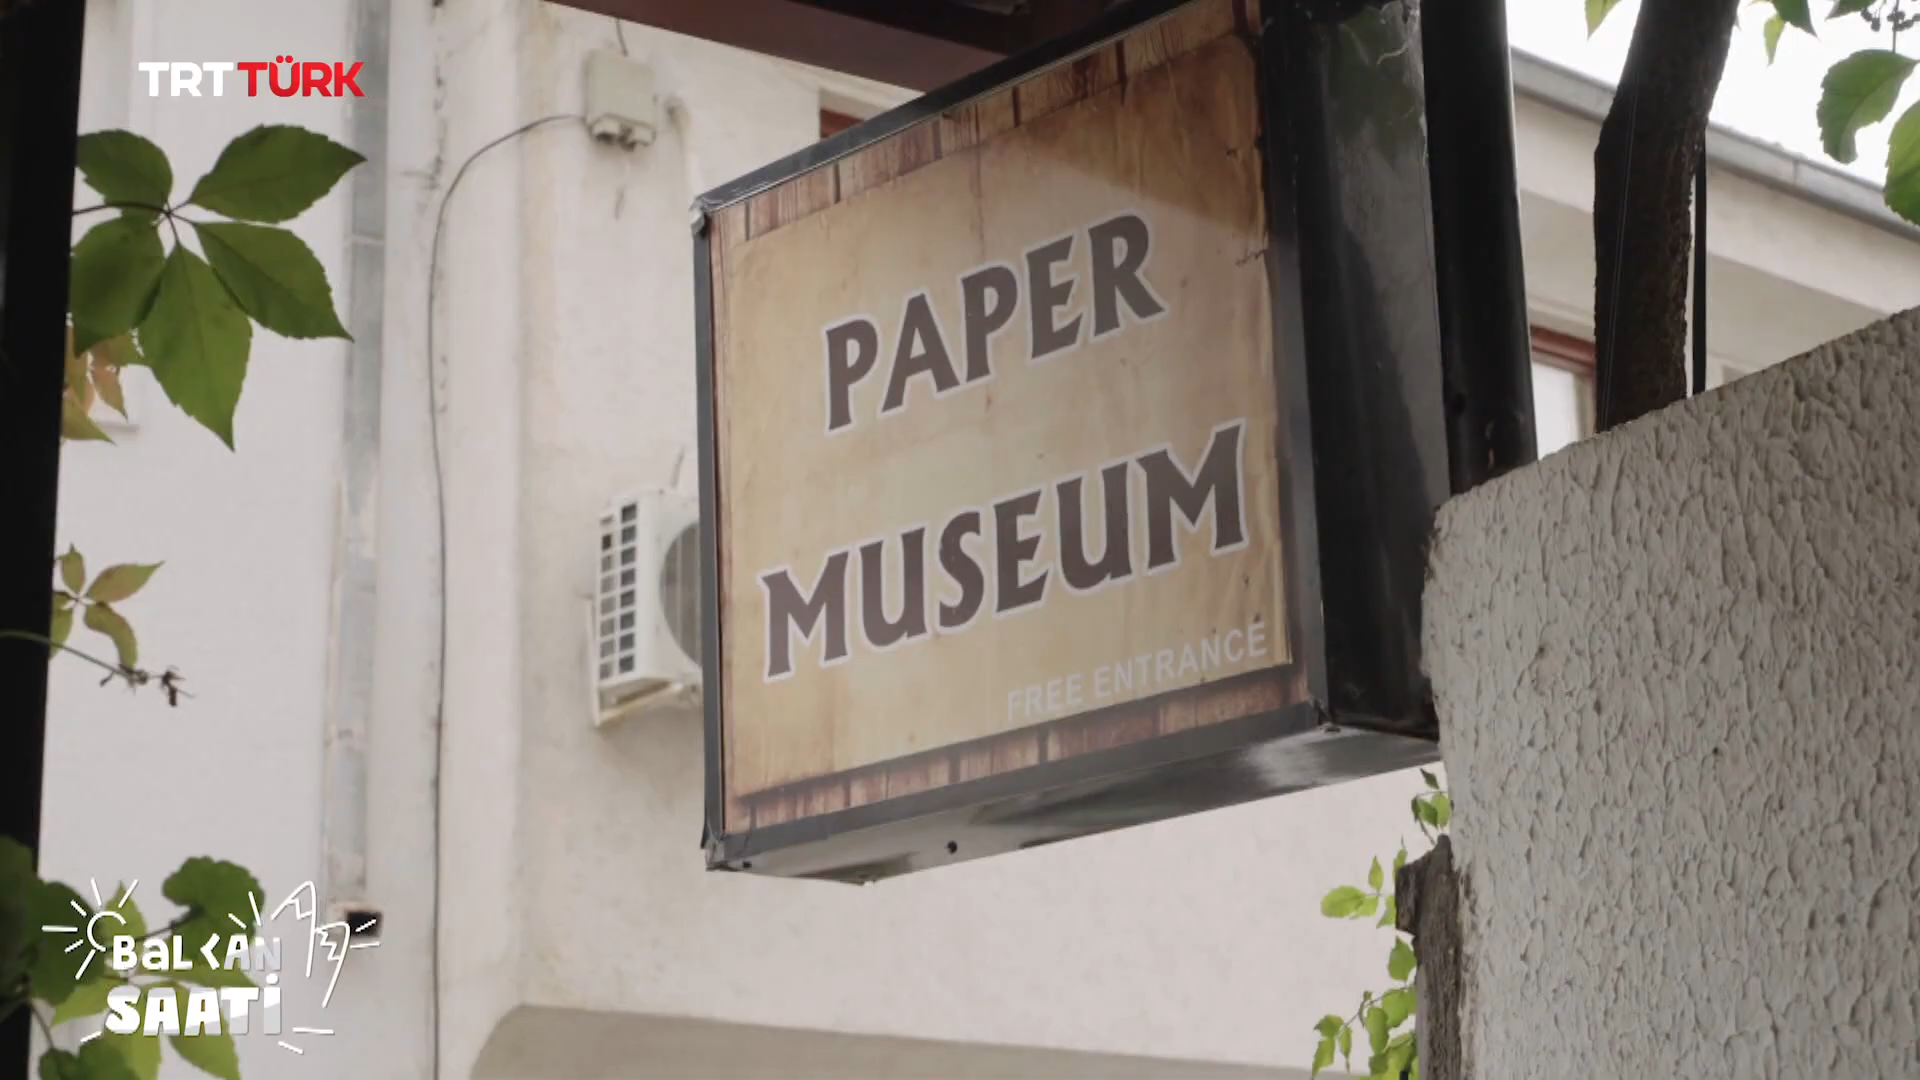 TRT TÜRK
PAPER
MUSEUM
FREE ENTRANCE
BaLKAN
SAATİ